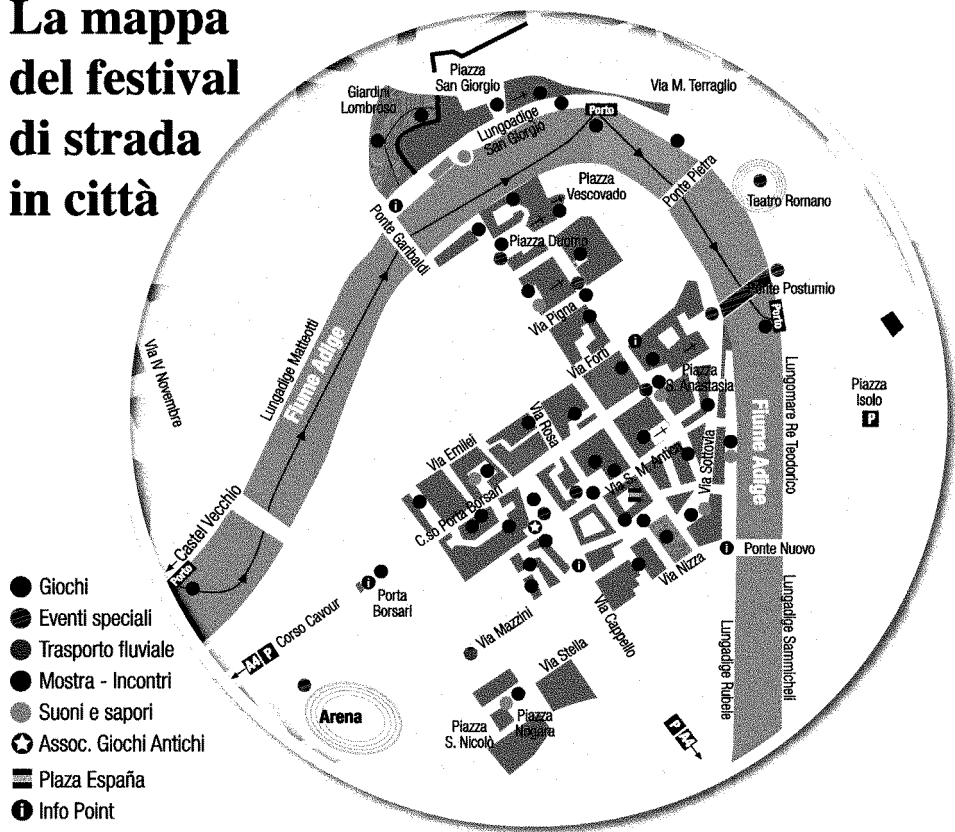 La mappa
del festival
di strada
in città
Giardini
Lombroso
Piazza
San Giorgio
Via M. Terraglio
Lungoadige
San Giorgio
Porto
Ponte Pietra
Teatro Romano
Ponte Garibaldi
Piazza
Vescovado
Piazza Duomo
Ponte Postumio
Porto
Via Pigna
Via Forti
Piazza
S. Anastasia
Piazza
Isolo
P
Via IV Novembre
Lungadige Matteotti
Fiume Adige
Lungomare Re Teodorico
Fiume Adige
Via Rosa
Via Emilei
Via S. M. Antica
Via Sottovia
C.so Porta Borsari
Castel Vecchio
Porto
Ponte Nuovo
Via Nizza
Porta
Borsari
Corso Cavour
A4 P
Via Mazzini
Via Cappello
Via Stella
Lungadige Rubele
Lungadige Sammicheli
Arena
Piazza
S. Nicolò
Piazza
Nogara
P A4
Giochi
Eventi speciali
Trasporto fluviale
Mostra - Incontri
Suoni e sapori
Assoc. Giochi Antichi
Plaza España
i Info Point